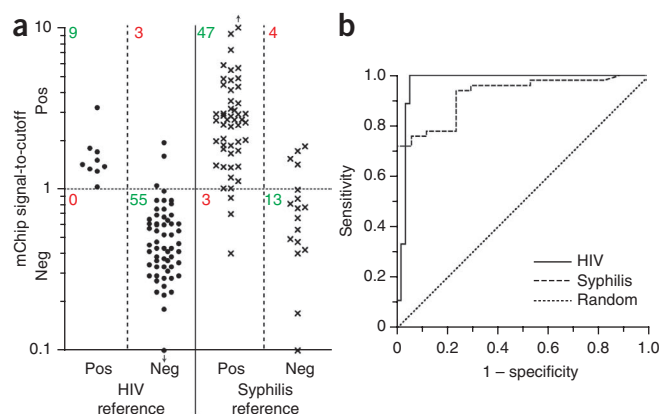 a
9 3 47 4
10
mChip signal-to-cutoff
Neg Pos
1
0 55 3 13
0.1
Pos Neg Pos Neg
HIV reference
Syphilis reference
b
1.0
0.8
0.6
0.4
0.2
0
Sensitivity
HIV
Syphilis
Random
0 0.2 0.4 0.6 0.8 1.0
1 – specificity